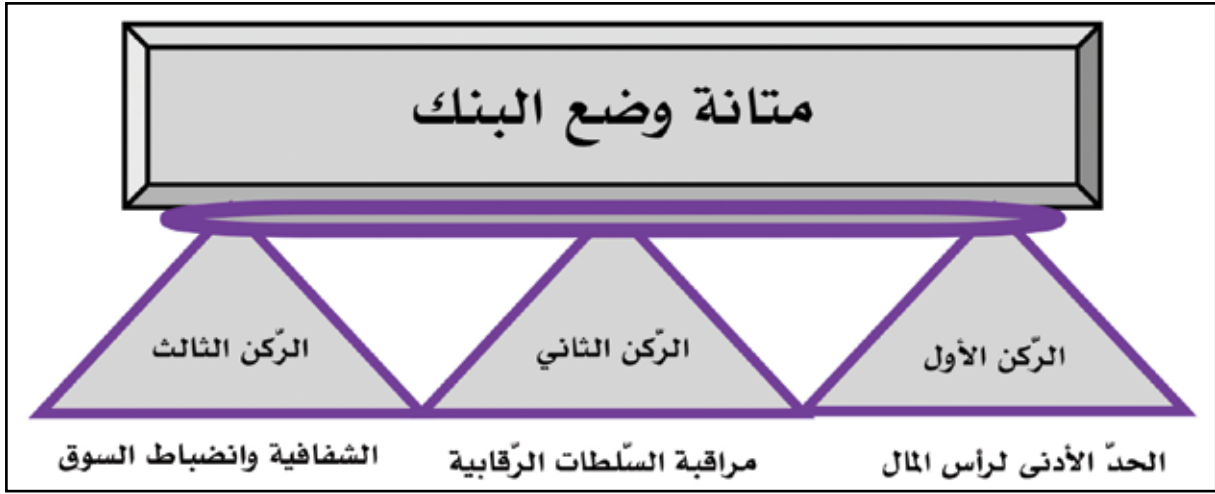 متانة وضع البنك
الرّكن الأول
الرّكن الثاني
الرّكن الثالث
الحدّ الأدنى لرأس المال
مراقبة السّلطات الرّقابية
الشفافية وانضباط السوق